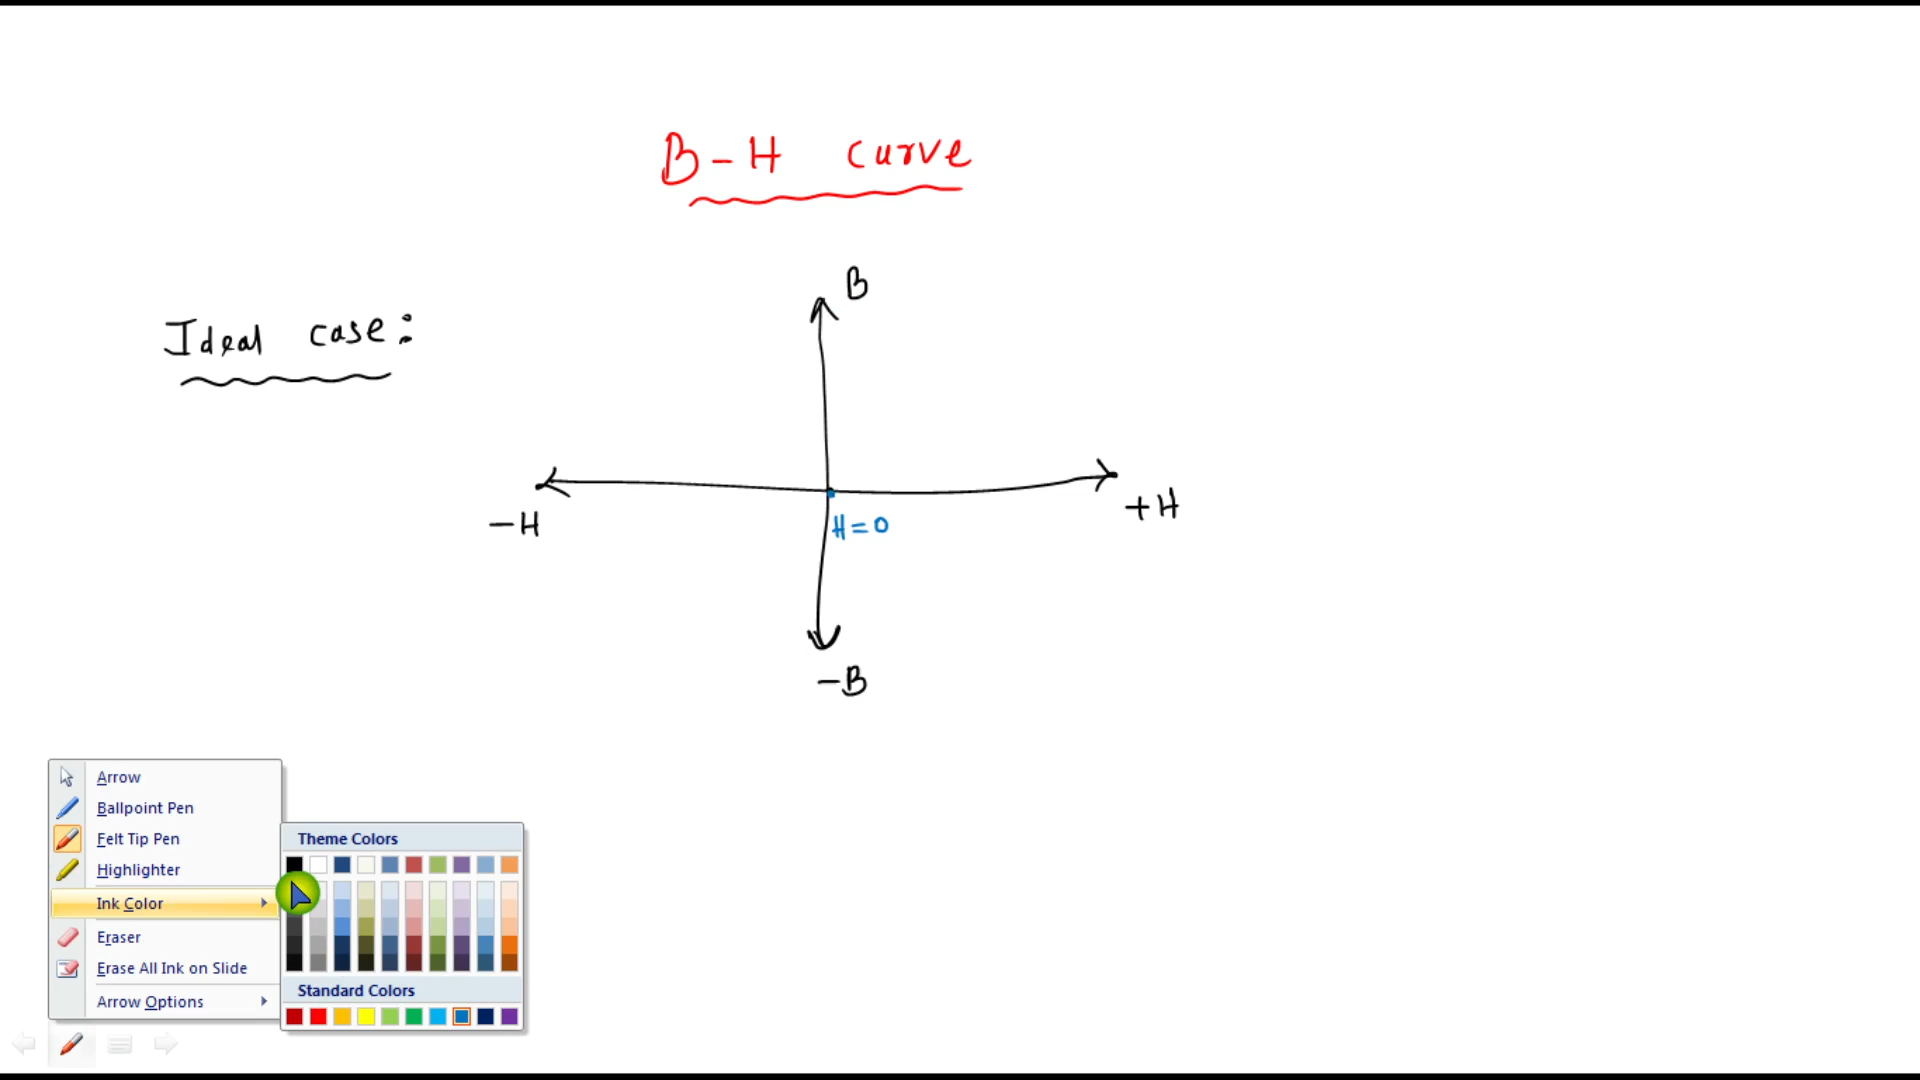 B-H curve
B
Ideal case:
-H
H=0
+H
-B
Arrow
Ballpoint Pen
Felt Tip Pen
Highlighter
Ink Color
Eraser
Erase All Ink on Slide
Arrow Options
Theme Colors
Standard Colors